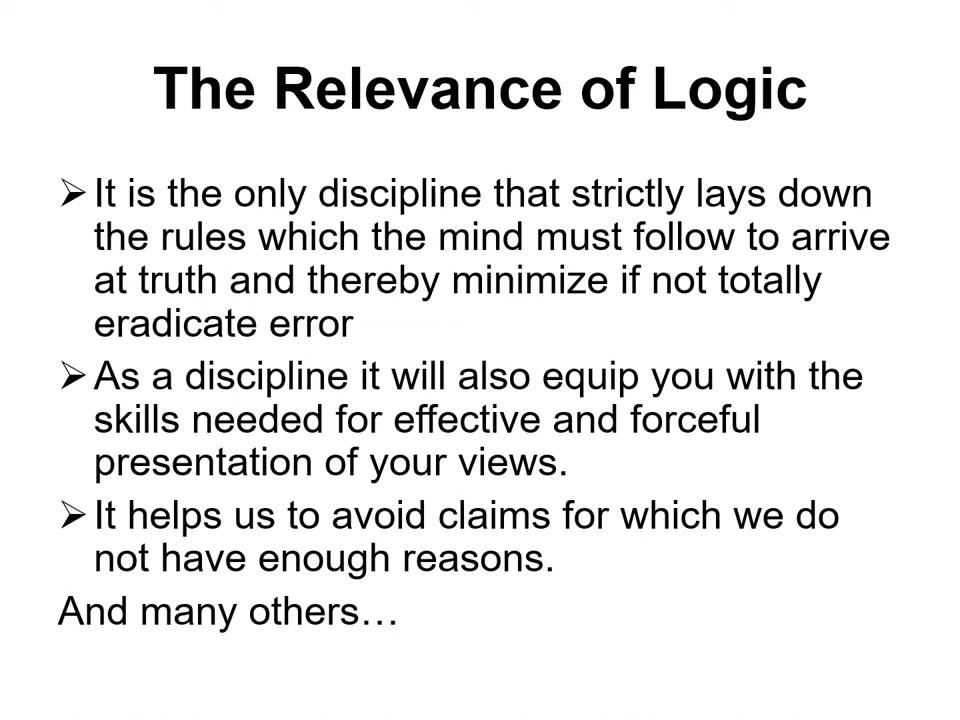 The Relevance of Logic
➢ It is the only discipline that strictly lays down
the rules which the mind must follow to arrive
at truth and thereby minimize if not totally
eradicate error
➢ As a discipline it will also equip you with the
skills needed for effective and forceful
presentation of your views.
➢ It helps us to avoid claims for which we do
not have enough reasons.
And many others…